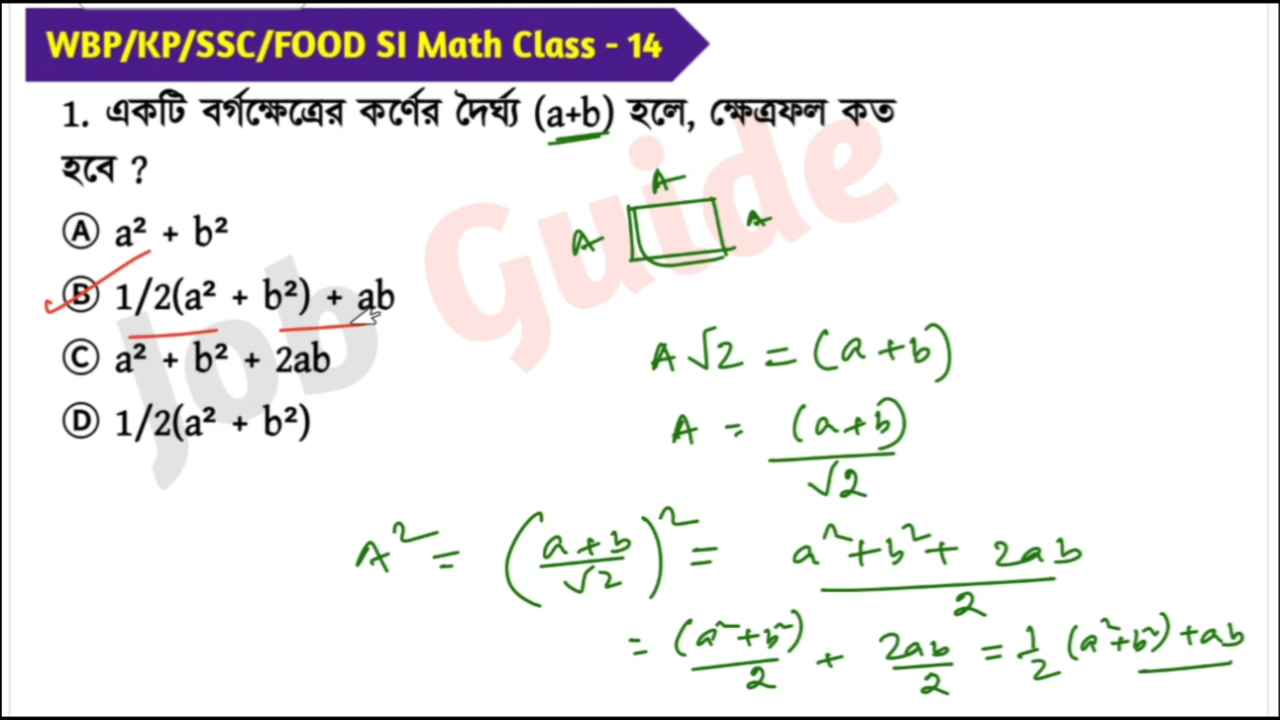 WBP/KP/SSC/FOOD SI Math Class - 14
1. একটি বর্গক্ষেত্রের কর্ণের দৈর্ঘ্য (a+b) হলে, ক্ষেত্রফল কত
হবে ?
Ⓐ a² + b²
Ⓑ 1/2(a² + b²) + ab
Ⓒ a² + b² + 2ab
Ⓓ 1/2(a² + b²)
Job Guide
A
A
A
A√2 = (a+b)
A = (a+b)/√2
A² = (a+b/√2)² = a²+b²+2ab/2
= (a²+b²)/2 + 2ab/2 = 1/2 (a²+b²)+ab